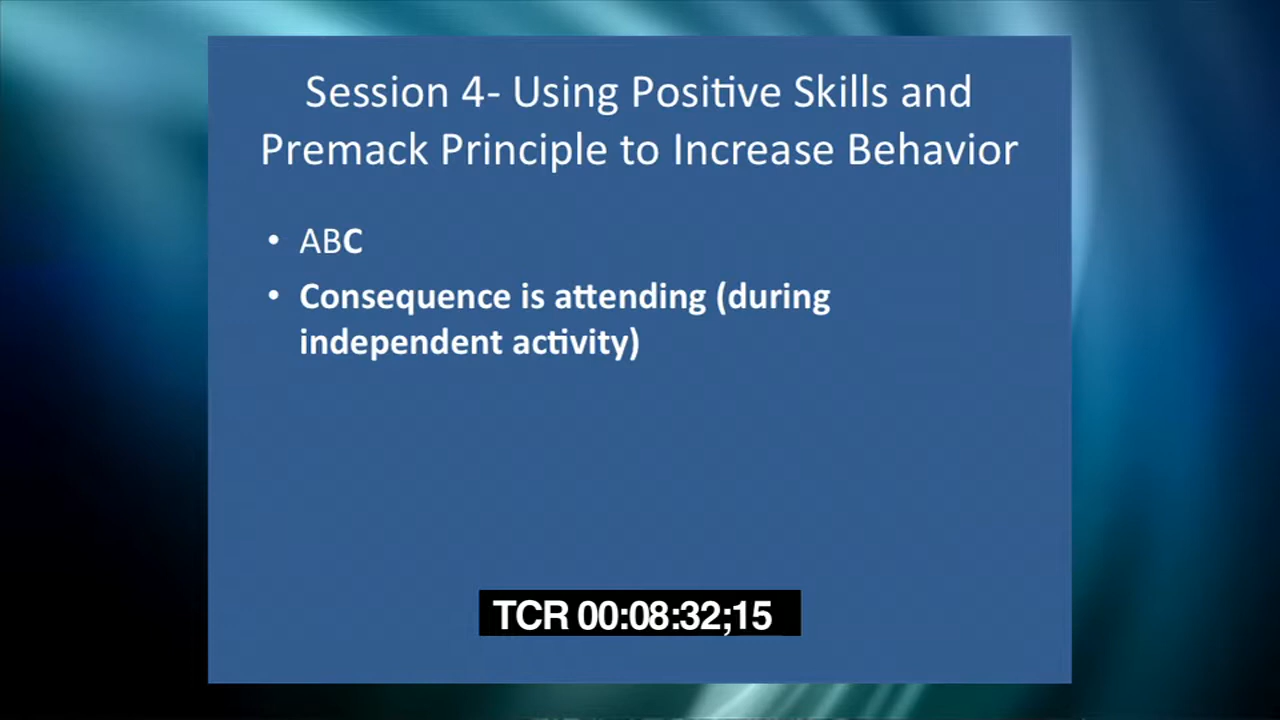 Session 4- Using Positive Skills and
Premack Principle to Increase Behavior
• ABC
• Consequence is attending (during
independent activity)
TCR 00:08:32;15